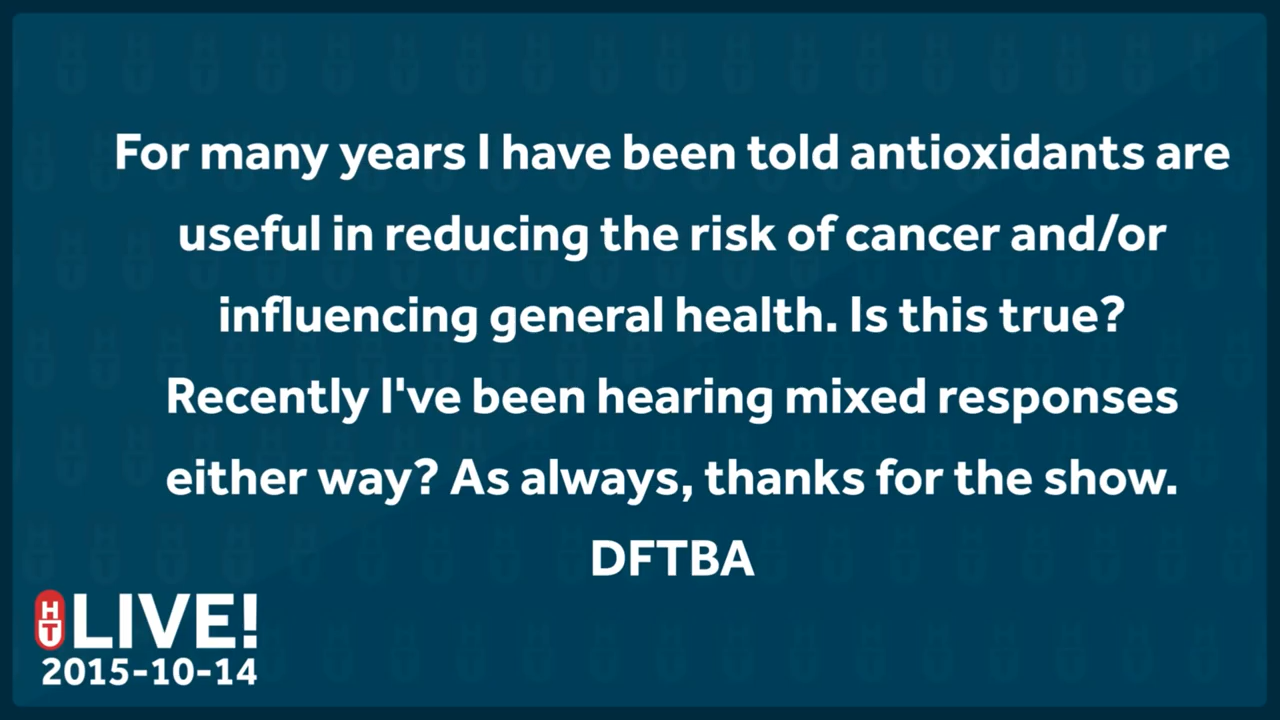 For many years I have been told antioxidants are
useful in reducing the risk of cancer and/or
influencing general health. Is this true?
Recently I've been hearing mixed responses
either way? As always, thanks for the show.
DFTBA
HT LIVE!
2015-10-14